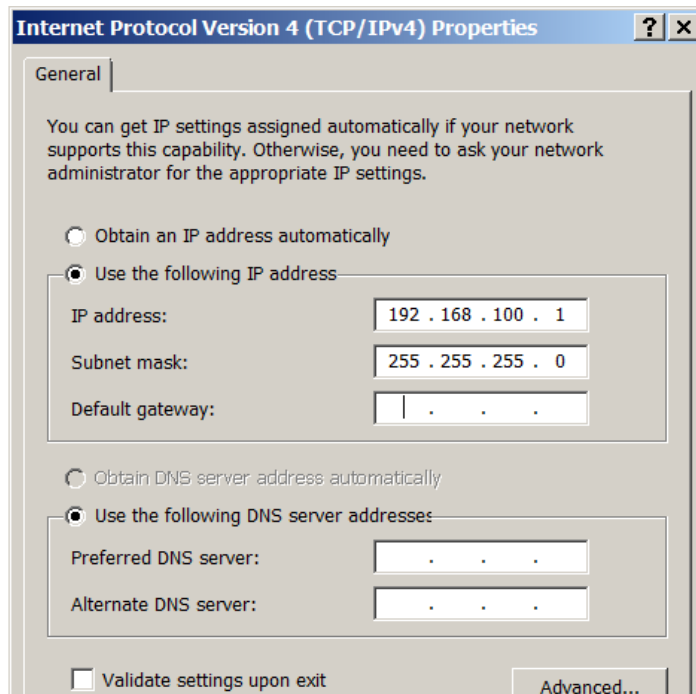 Internet Protocol Version 4 (TCP/IPv4) Properties ? x
General
You can get IP settings assigned automatically if your network
supports this capability. Otherwise, you need to ask your network
administrator for the appropriate IP settings.
Obtain an IP address automatically
Use the following IP address
IP address: 192 . 168 . 100 . 1
Subnet mask: 255 . 255 . 255 . 0
Default gateway: . . .
Obtain DNS server address automatically
Use the following DNS server addresses
Preferred DNS server: . . .
Alternate DNS server: . . .
Validate settings upon exit
Advanced...